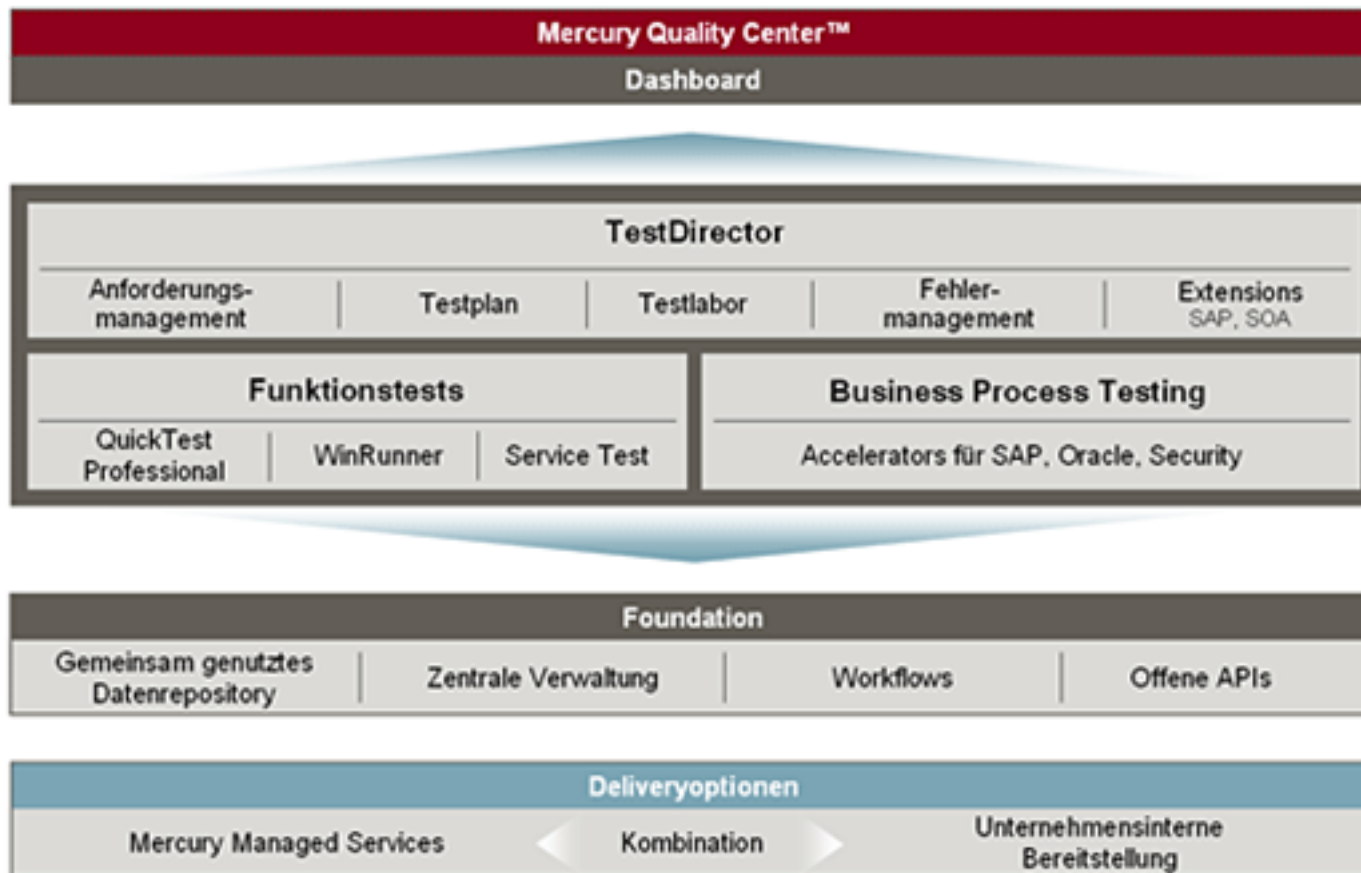 Mercury Quality Center™
Dashboard
TestDirector
Anforderungs-
management
Testplan
Testlabor
Fehler-
management
Extensions
SAP, SOA
Funktionstests
QuickTest
Professional
WinRunner
Service Test
Business Process Testing
Accelerators für SAP, Oracle, Security
Foundation
Gemeinsam genutztes
Datenrepository
Zentrale Verwaltung
Workflows
Offene APIs
Deliveryoptionen
Mercury Managed Services
Kombination
Unternehmensinterne
Bereitstellung